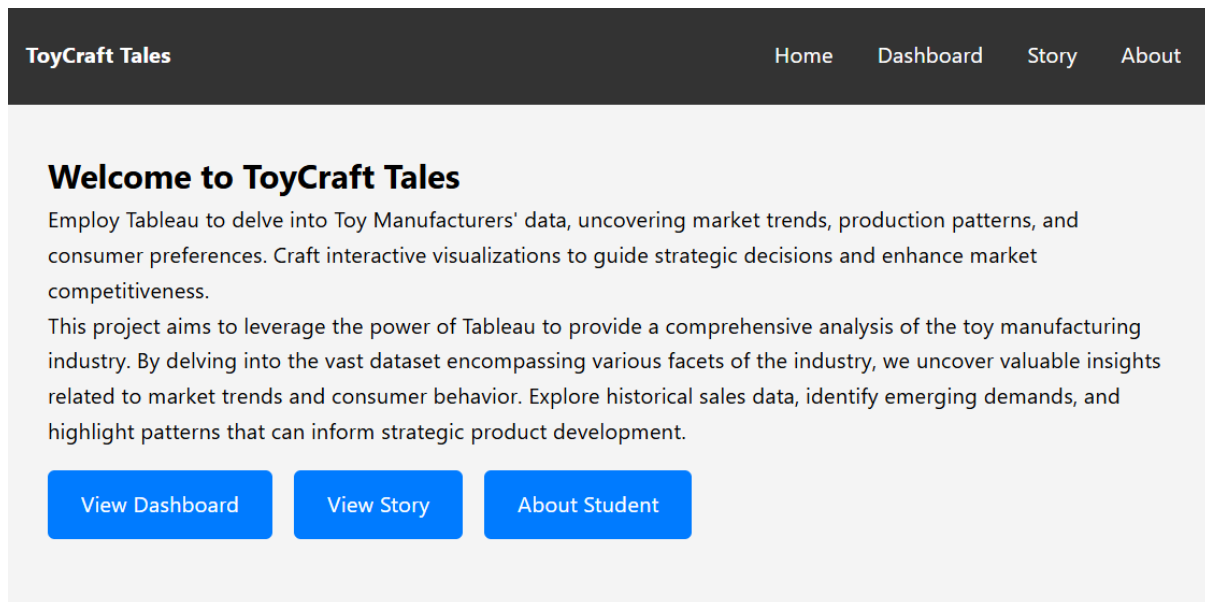 ToyCraft Tales
Home Dashboard Story About
Welcome to ToyCraft Tales
Employ Tableau to delve into Toy Manufacturers' data, uncovering market trends, production patterns, and
consumer preferences. Craft interactive visualizations to guide strategic decisions and enhance market
competitiveness.
This project aims to leverage the power of Tableau to provide a comprehensive analysis of the toy manufacturing
industry. By delving into the vast dataset encompassing various facets of the industry, we uncover valuable insights
related to market trends and consumer behavior. Explore historical sales data, identify emerging demands, and
highlight patterns that can inform strategic product development.
View Dashboard View Story About Student